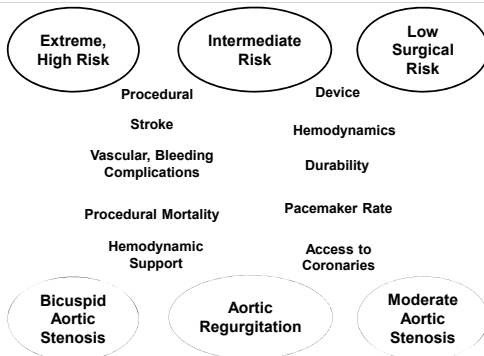 Extreme,
High Risk
Intermediate
Risk
Low
Surgical
Risk
Procedural
Device
Stroke
Hemodynamics
Vascular, Bleeding
Complications
Durability
Procedural Mortality
Pacemaker Rate
Hemodynamic
Support
Access to
Coronaries
Bicuspid
Aortic
Stenosis
Aortic
Regurgitation
Moderate
Aortic
Stenosis